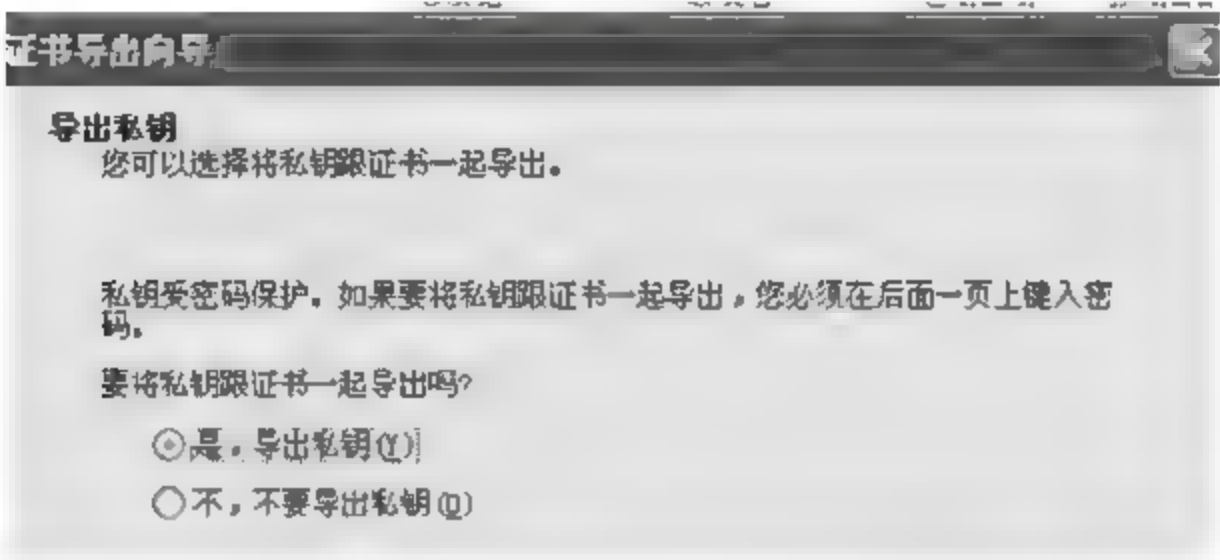 证书导出向导
导出私钥
您可以选择将私钥跟证书一起导出。
私钥受密码保护。如果要将私钥跟证书一起导出，您必须在后面一页上键入密
码。
要将私钥跟证书一起导出吗?
是，导出私钥(Y)
不，不要导出私钥(O)